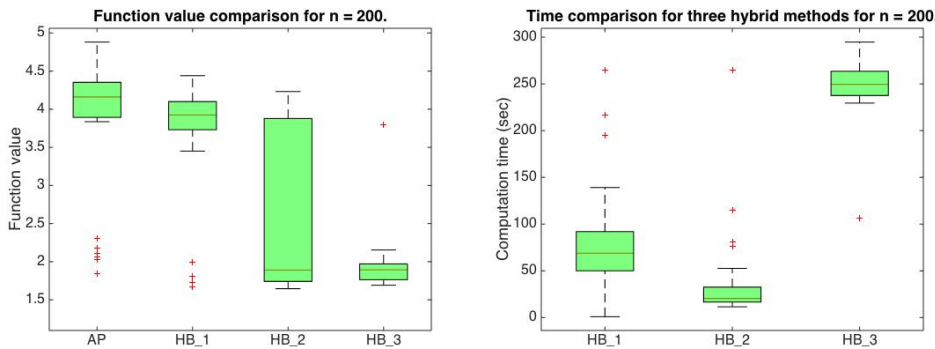 Function value comparison for n = 200.
Function value
5
4.5
4
3.5
3
2.5
2
1.5
AP HB_1 HB_2 HB_3
Time comparison for three hybrid methods for n = 200
Computation time (sec)
300
250
200
150
100
50
0
HB_1 HB_2 HB_3